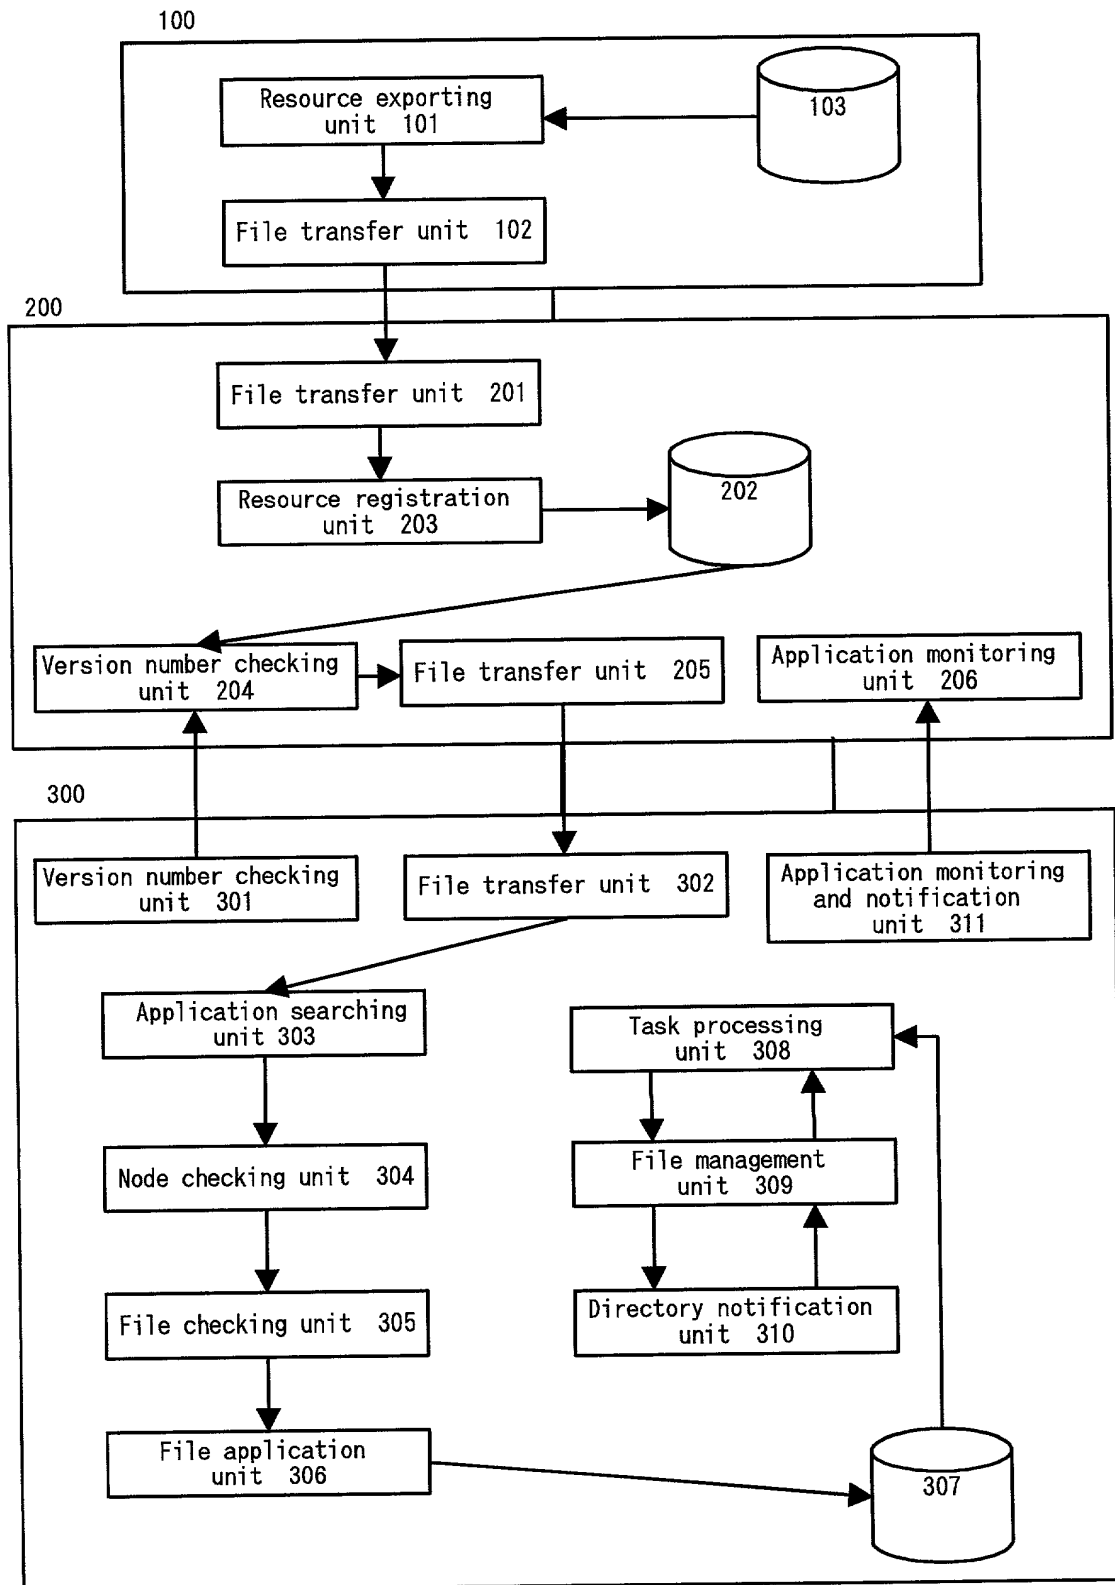 100
Resource exporting
unit 101
103
File transfer unit 102
200
File transfer unit 201
Resource registration
unit 203
202
Version number checking
unit 204
File transfer unit 205
Application monitoring
unit 206
300
Version number checking
unit 301
File transfer unit 302
Application monitoring
and notification
unit 311
Application searching
unit 303
Task processing
unit 308
Node checking unit 304
File management
unit 309
File checking unit 305
Directory notification
unit 310
File application
unit 306
307